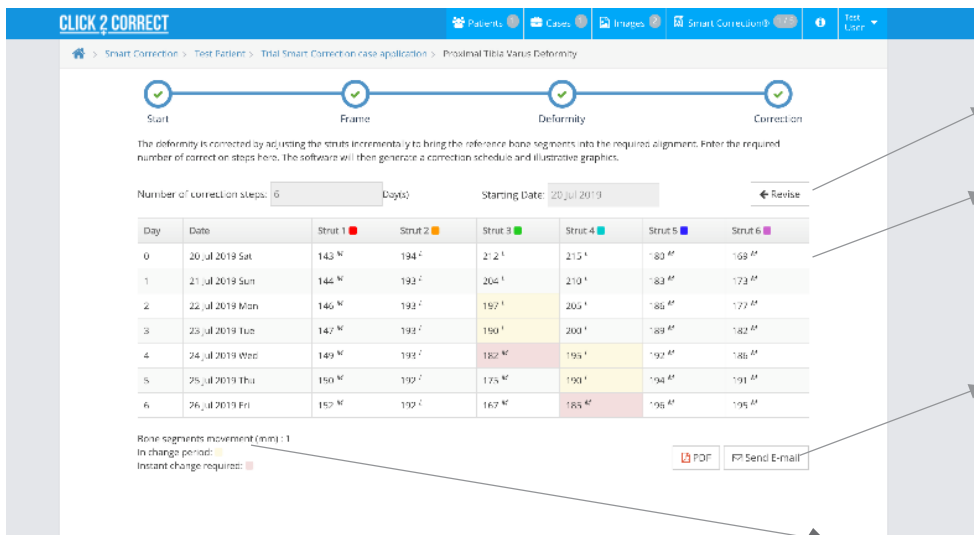 CLICK 2 CORRECT
Patients 1 Cases 1 Images 2 Smart Correction® i Test User
> Smart Correction > Test Patient > Trial Smart Correction case application > Proximal Tibia Varus Deformity
Start Frame Deformity Correction
The deformity is corrected by adjusting the struts incrementally to bring the reference bone segments into the required alignment. Enter the required
number of correction steps here. The software will then generate a correction schedule and illustrative graphics.
Number of correction steps: 6 Day(s) Starting Date: 20 Jul 2019 Revise
Day Date Strut 1 Strut 2 Strut 3 Strut 4 Strut 5 Strut 6
0 20 Jul 2019 Sat 143 M 194 L 212 L 215 L 180 M 169 M
1 21 Jul 2019 Sun 144 M 193 L 204 L 210 L 183 M 173 M
2 22 Jul 2019 Mon 146 M 193 L 197 L 205 L 186 M 177 M
3 23 Jul 2019 Tue 147 M 193 L 190 L 200 L 189 M 182 M
4 24 Jul 2019 Wed 149 M 193 L 182 M 195 L 192 M 186 M
5 25 Jul 2019 Thu 150 M 192 L 175 M 190 L 194 M 191 M
6 26 Jul 2019 Fri 152 M 192 L 167 M 185 M 196 M 195 M
Bone segments movement (mm) : 1
In change period:
Instant change required:
PDF Send E-mail